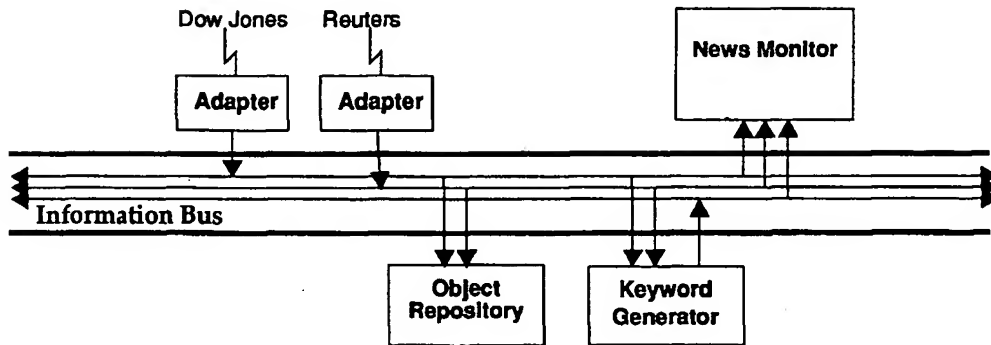 Dow Jones
Reuters
Adapter
Adapter
News Monitor
Information Bus
Object
Repository
Keyword
Generator